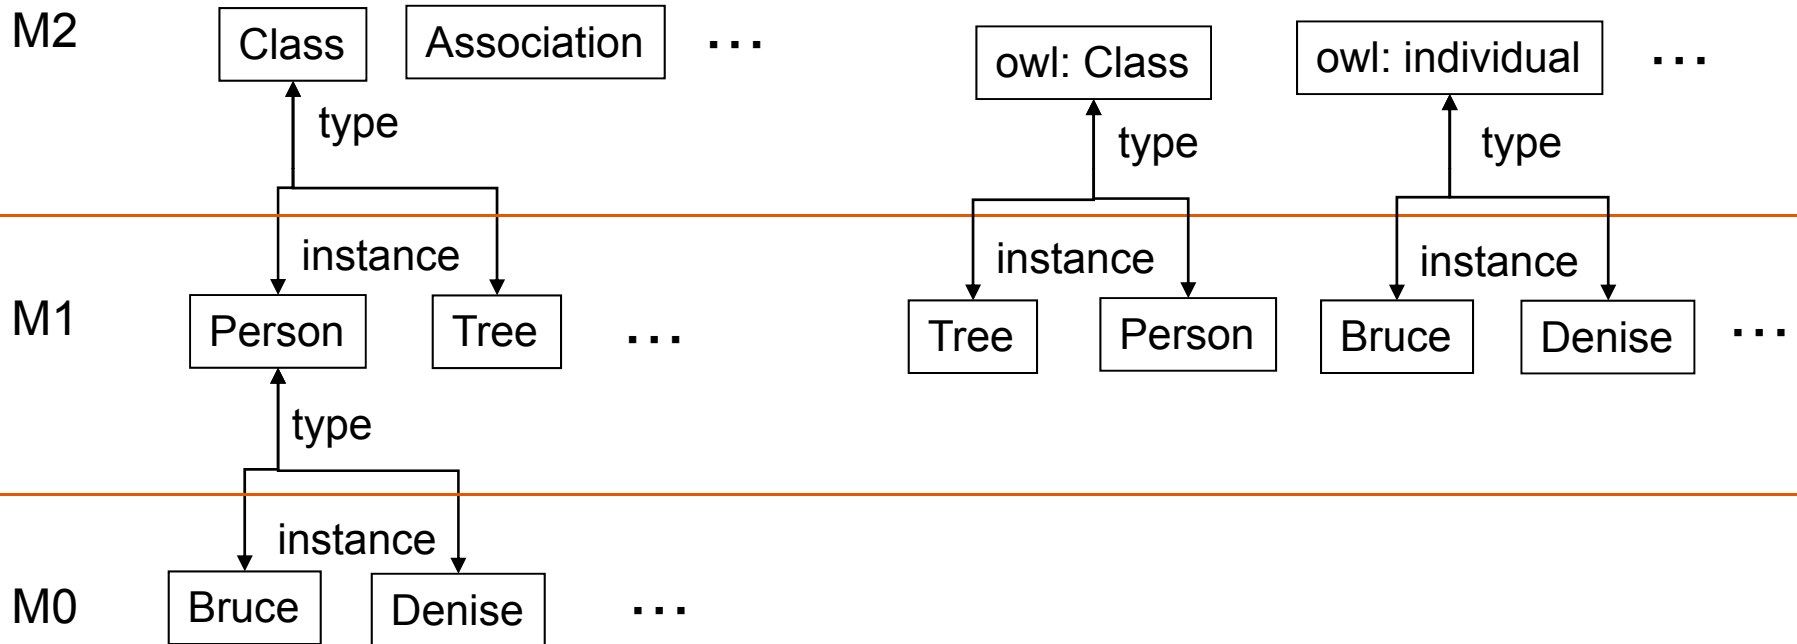 M2
Class
Association
...
owl: Class
owl: individual
...
type
type
type
instance
instance
instance
M1
Person
Tree
...
Tree
Person
Bruce
Denise
...
type
instance
M0
Bruce
Denise
...